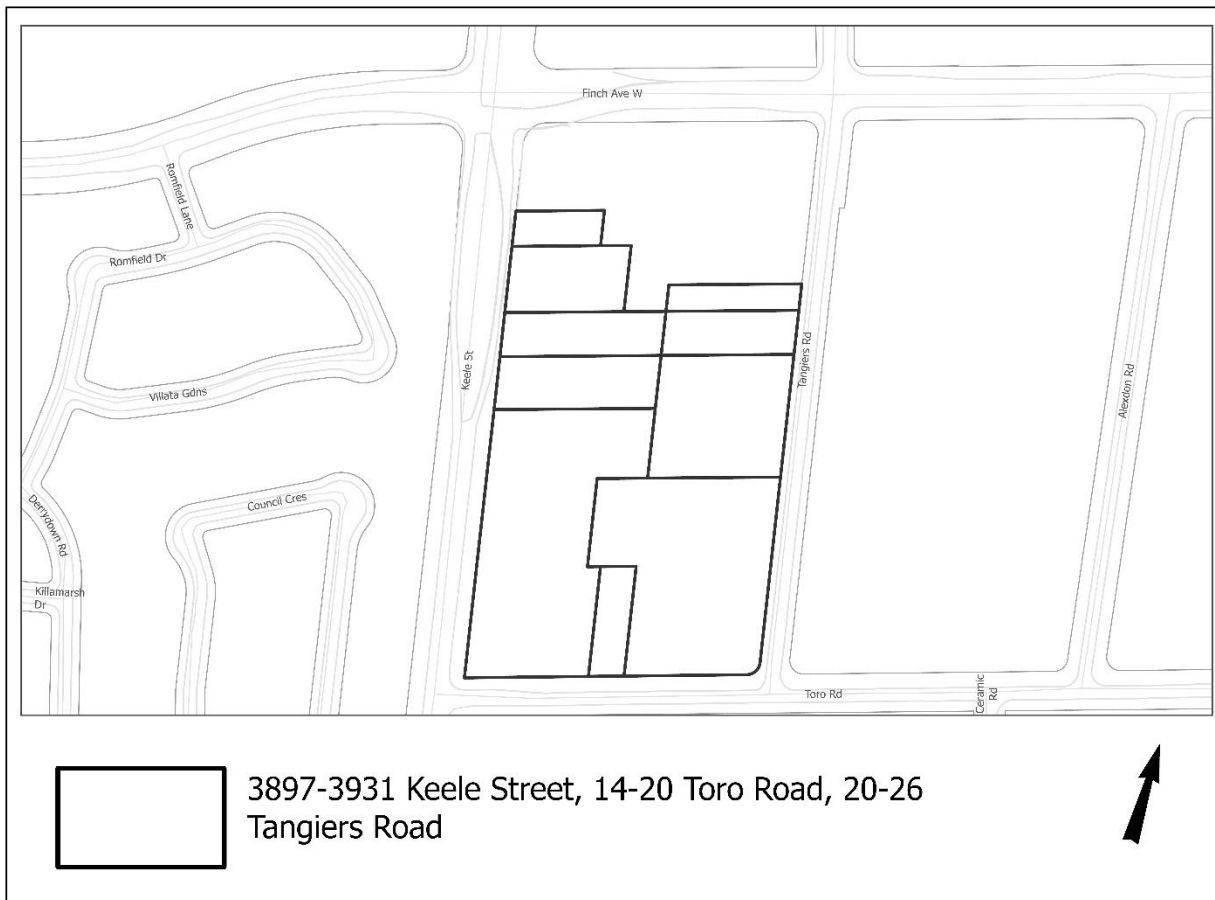 Finch Ave W
Romfield Lane
Romfield Dr
Keele St
Tangiers Rd
Alexdon Rd
Villata Gdns
Council Cres
Derrydown Rd
Killamarsh
Dr
Toro Rd
Ceramic
Rd
3897-3931 Keele Street, 14-20 Toro Road, 20-26
Tangiers Road